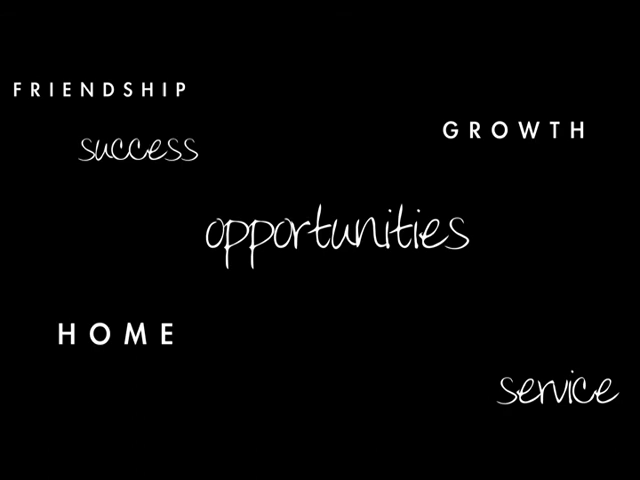 FRIENDSHIP
GROWTH
success
opportunities
HOME
service